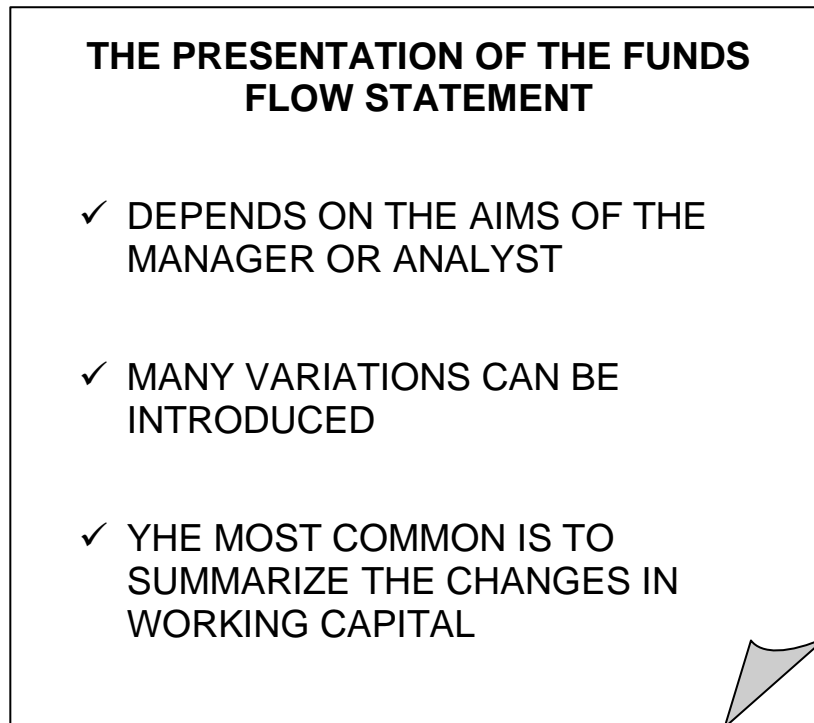 THE PRESENTATION OF THE FUNDS
FLOW STATEMENT
✓ DEPENDS ON THE AIMS OF THE
MANAGER OR ANALYST
✓ MANY VARIATIONS CAN BE
INTRODUCED
✓ YHE MOST COMMON IS TO
SUMMARIZE THE CHANGES IN
WORKING CAPITAL